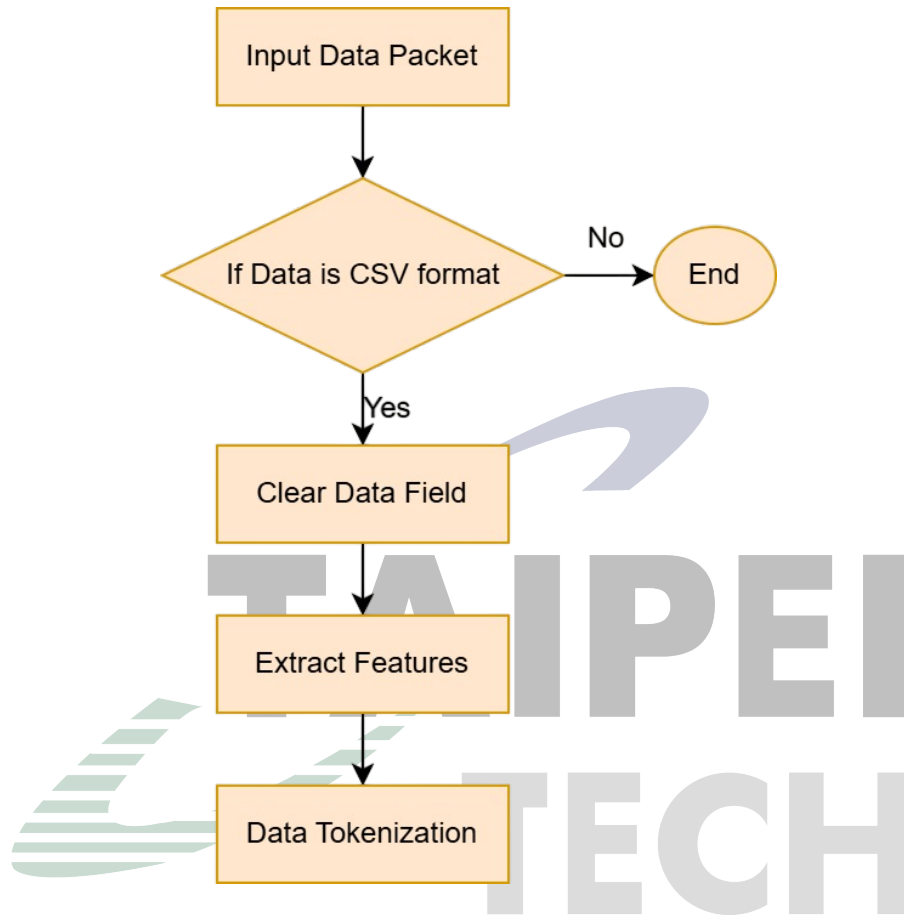 Input Data Packet
If Data is CSV format
No
End
Yes
Clear Data Field
Extract Features
Data Tokenization
TAIPEI
TECH